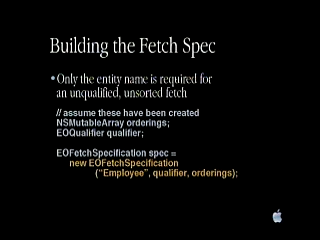 Building the Fetch Spec
•Only the entity name is required for
an unqualified, unsorted fetch
// assume these have been created
NSMutableArray orderings;
EOQualifier qualifier;
EOFetchSpecification spec =
new EOFetchSpecification
("Employee", qualifier, orderings);